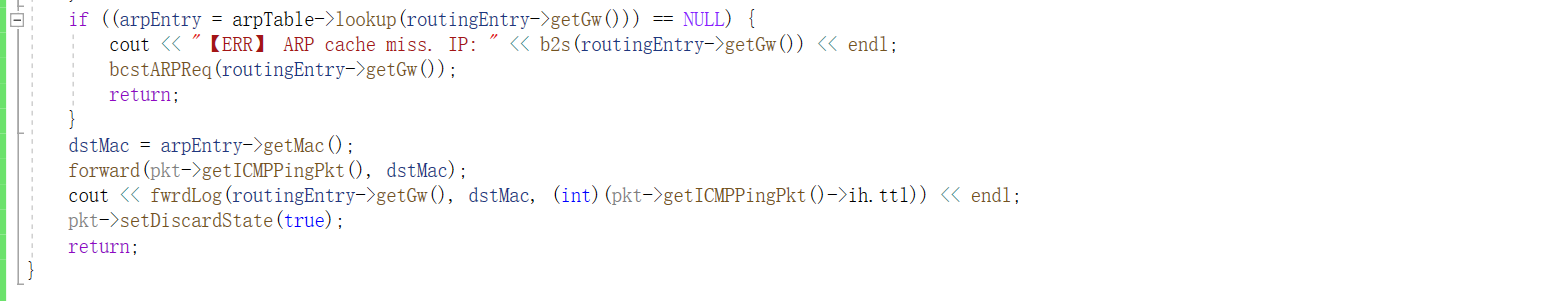 if ((arpEntry = arpTable->lookup(routingEntry->getGw())) == NULL) {
cout << "【ERR】 ARP cache miss. IP: " << b2s(routingEntry->getGw()) << endl;
bcstARPReq(routingEntry->getGw());
return;
}
dstMac = arpEntry->getMac();
forward(pkt->getICMPPingPkt(), dstMac);
cout << fwrdLog(routingEntry->getGw(), dstMac, (int)(pkt->getICMPPingPkt()->ih.ttl)) << endl;
pkt->setDiscardState(true);
return;
}